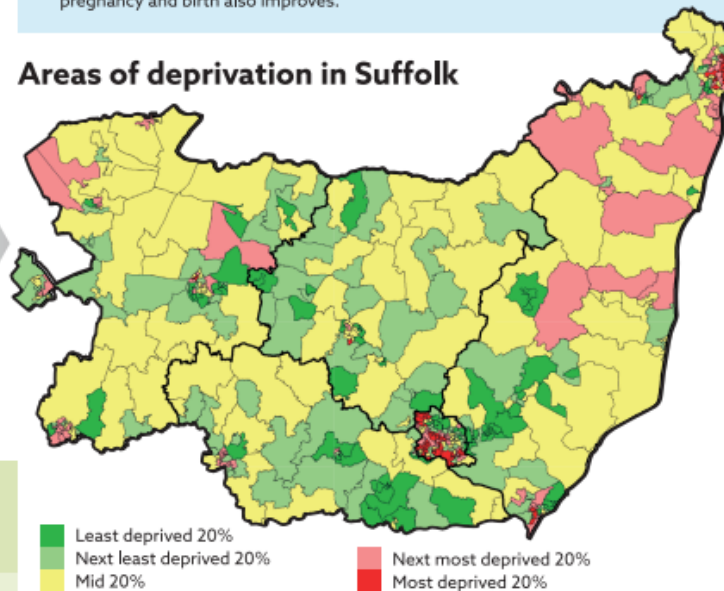 pregnancy and birth also improves.
Areas of deprivation in Suffolk
Least deprived 20%
Next least deprived 20%
Mid 20%
Next most deprived 20%
Most deprived 20%